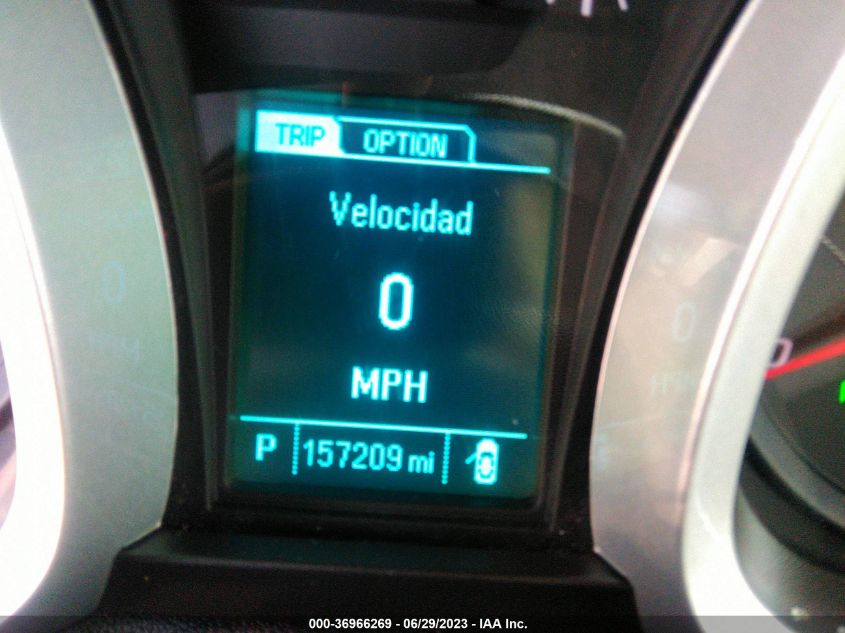 TRIP OPTION
Velocidad
0
MPH
P 157209 mi
000-36966269 - 06/29/2023 - IAA Inc.